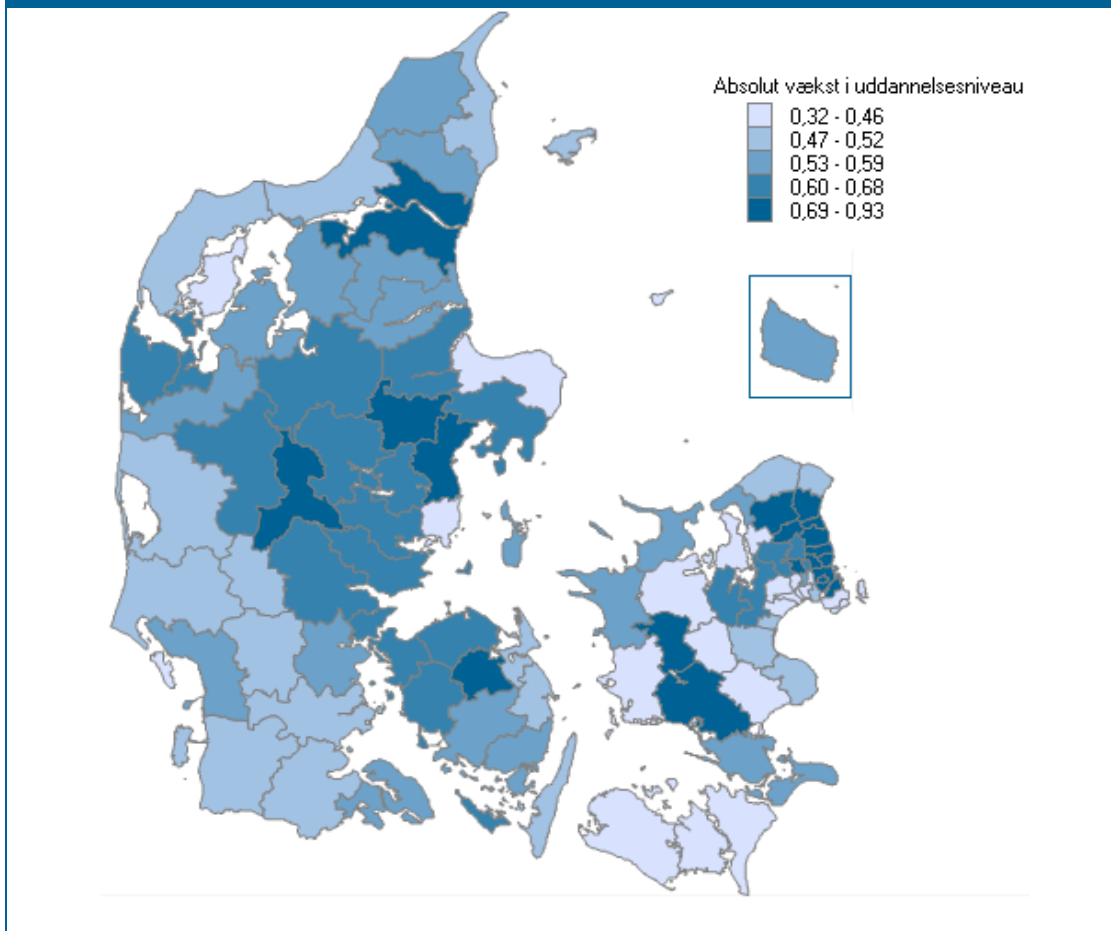 Absolut vækst i uddannelsesniveau
0,32 - 0,46
0,47 - 0,52
0,53 - 0,59
0,60 - 0,68
0,69 - 0,93